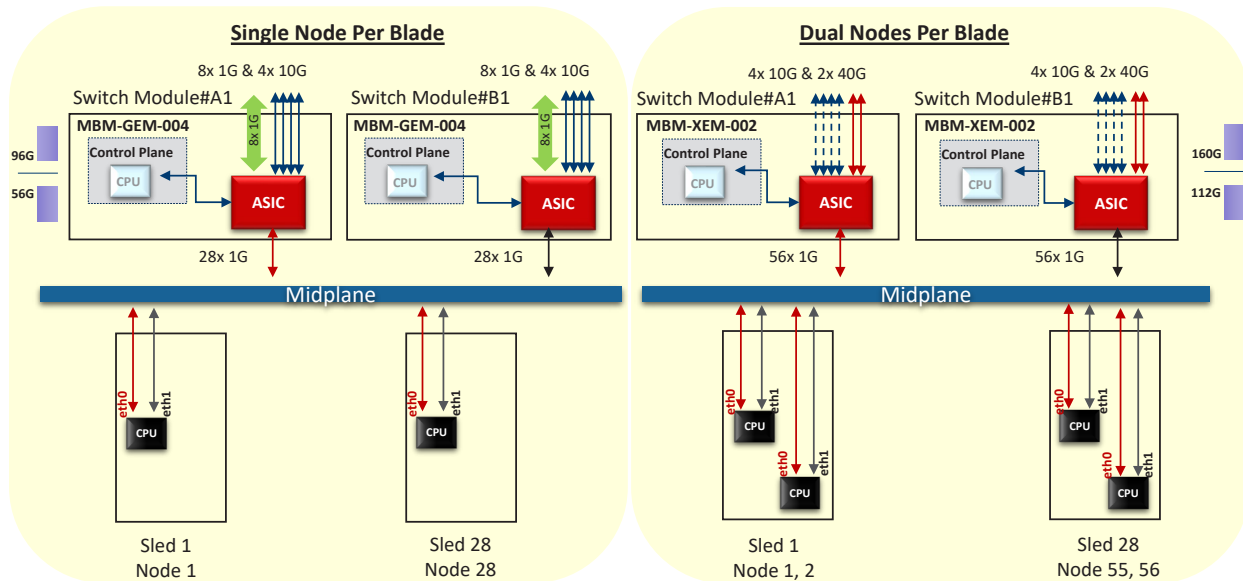 Single Node Per Blade
8x 1G & 4x 10G
8x 1G & 4x 10G
Switch Module#A1
Switch Module#B1
MBM-GEM-004
MBM-GEM-004
8x 1G
8x 1G
Control Plane
Control Plane
CPU
CPU
ASIC
ASIC
96G
56G
28x 1G
28x 1G
Midplane
eth0
eth1
eth0
eth1
CPU
CPU
Sled 1
Node 1
Sled 28
Node 28
Dual Nodes Per Blade
4x 10G & 2x 40G
4x 10G & 2x 40G
Switch Module#A1
Switch Module#B1
MBM-XEM-002
MBM-XEM-002
Control Plane
Control Plane
CPU
CPU
ASIC
ASIC
160G
112G
56x 1G
56x 1G
Midplane
eth0
eth1
eth0
eth1
CPU
CPU
eth0
eth1
eth0
eth1
CPU
CPU
Sled 1
Node 1, 2
Sled 28
Node 55, 56